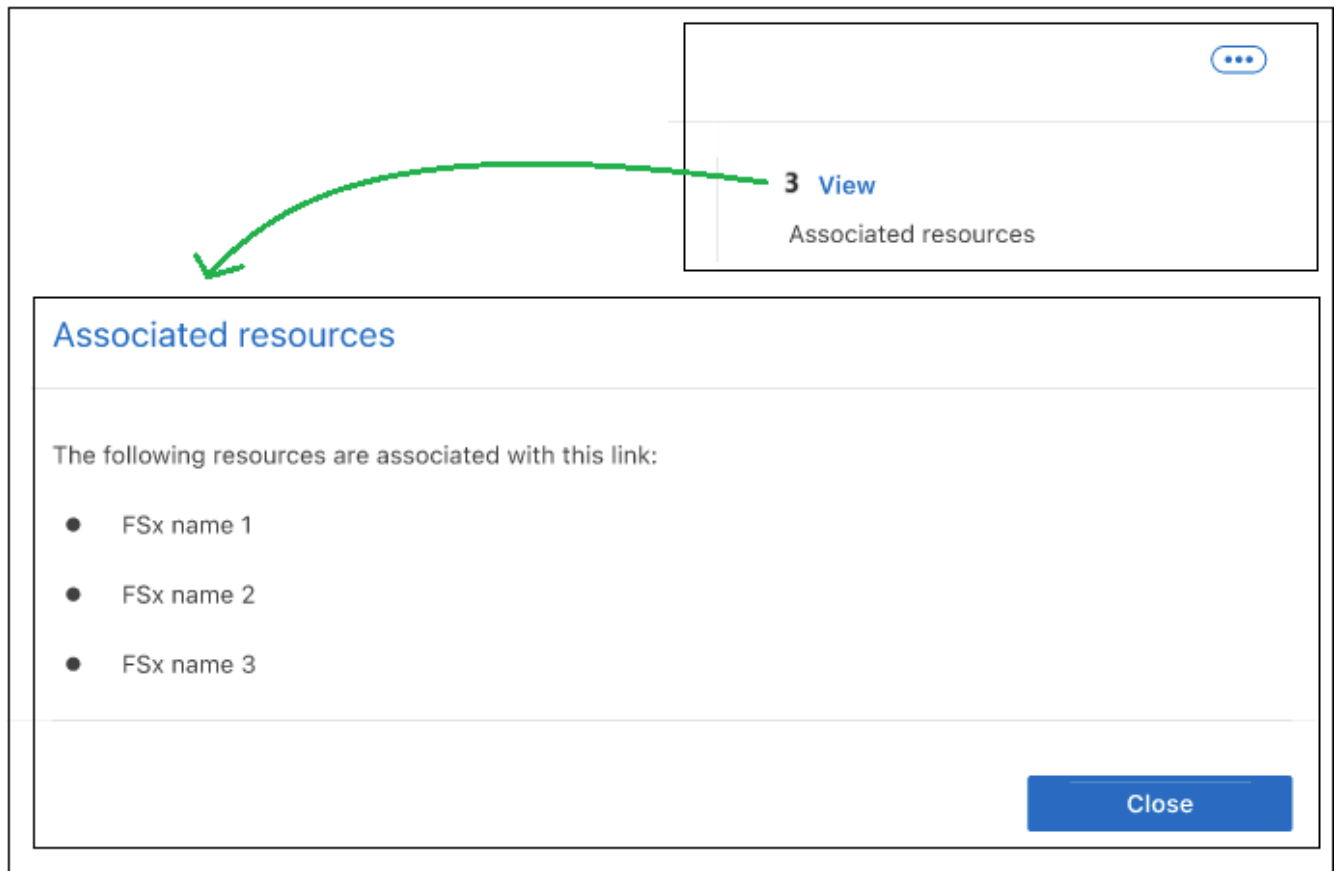 3 View
Associated resources
Associated resources
The following resources are associated with this link:
● FSx name 1
● FSx name 2
● FSx name 3
Close